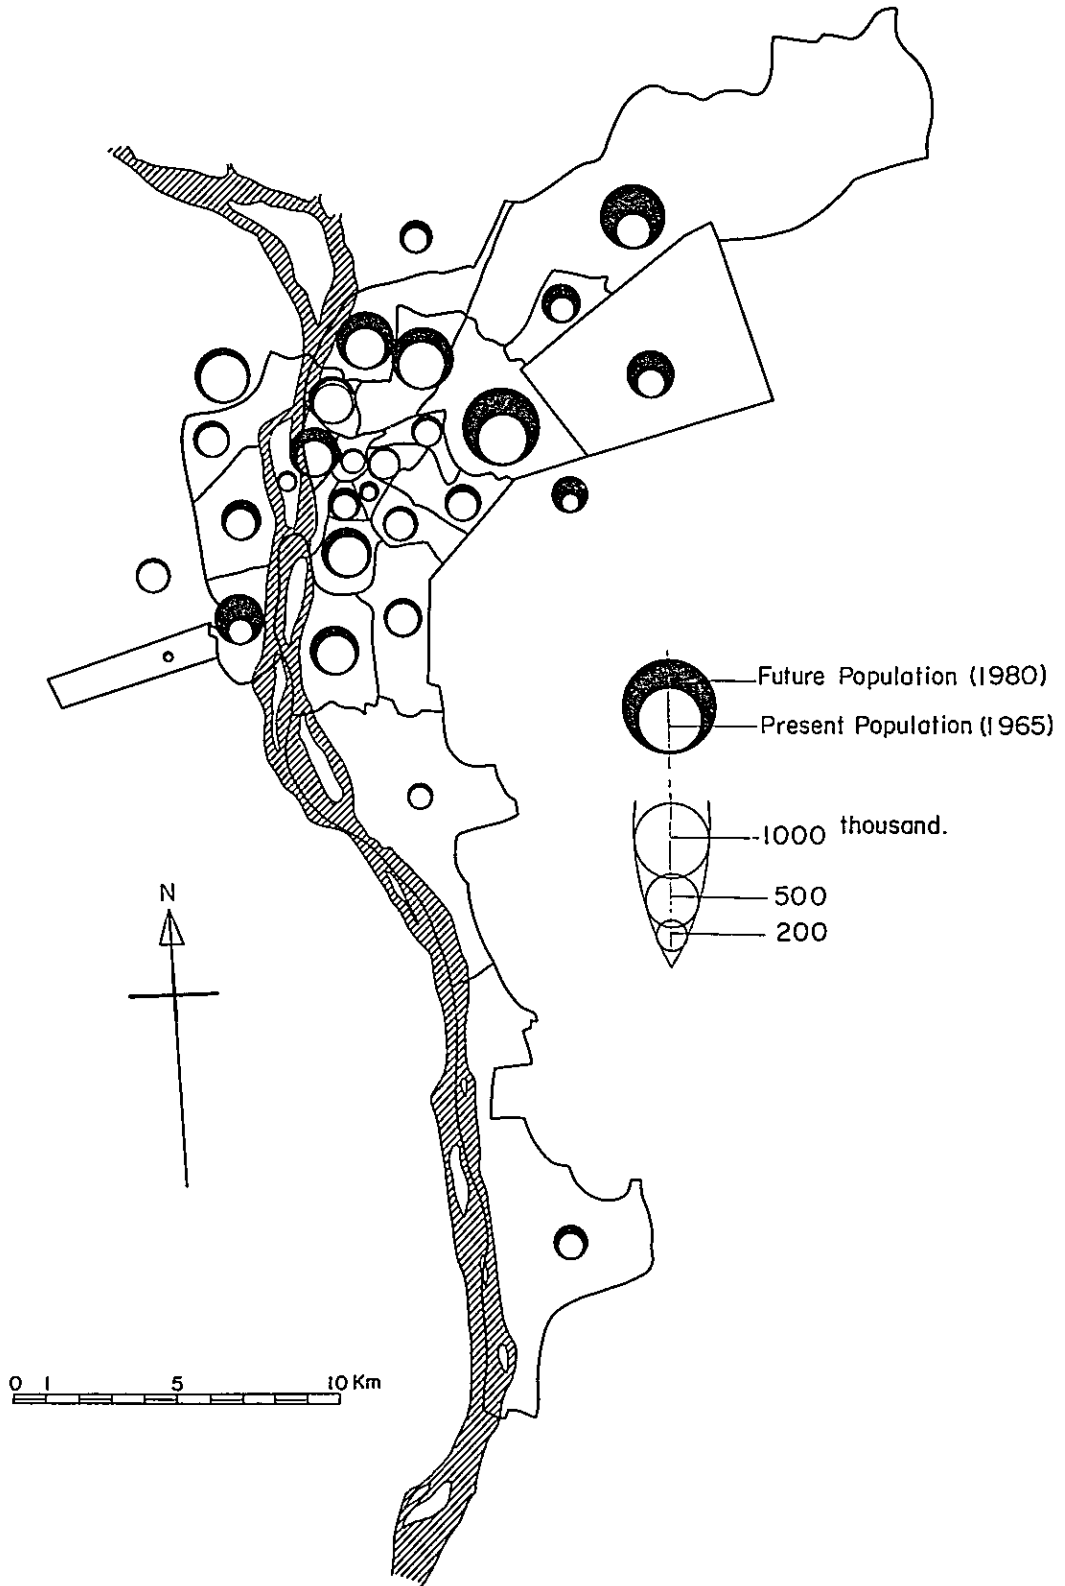 Future Population (1980)
Present Population (1965)
1000 thousand.
500
200
N
0 1 5 10 Km